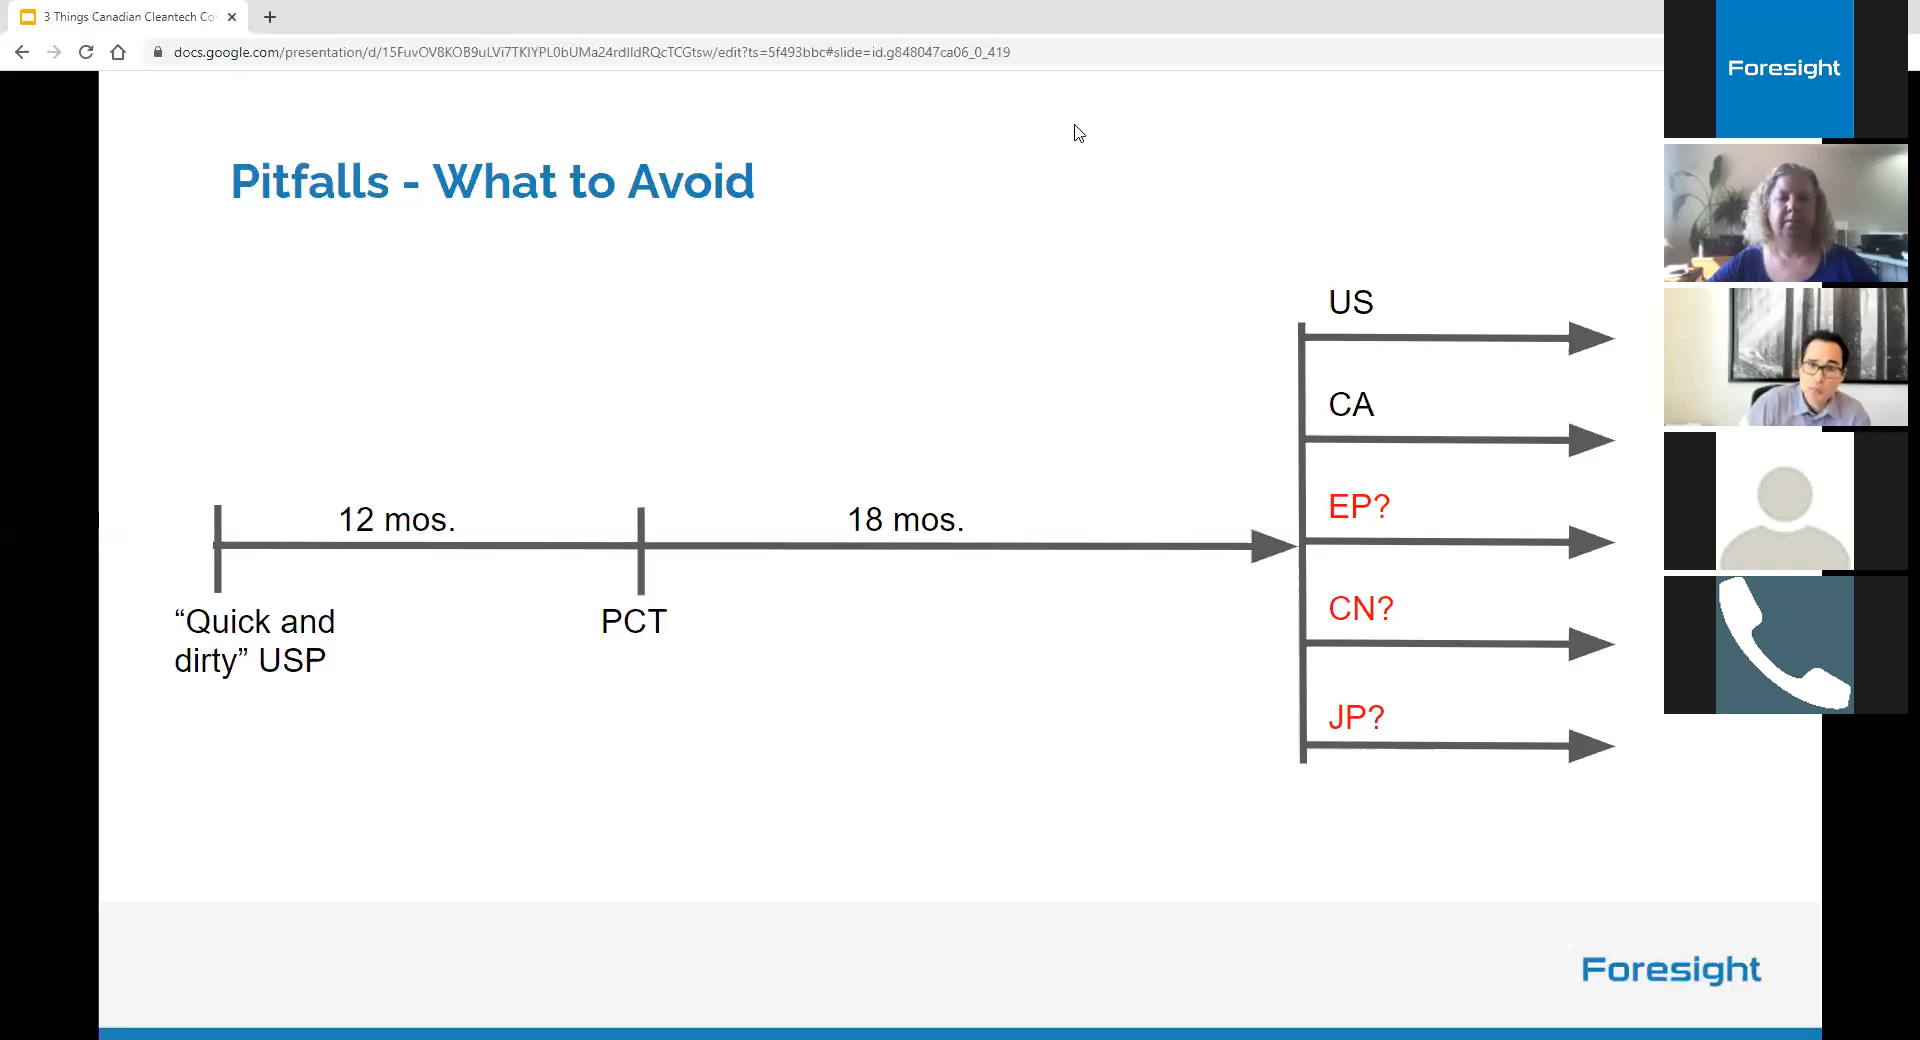 3 Things Canadian Cleantech Co
docs.google.com/presentation/d/15FuvOV8KOB9uLVi7TKIYPL0bUMa24rdlldRQcTCGtsw/edit?ts=5f493bbc#slide=id.g848047ca06_0_419
Foresight
Pitfalls - What to Avoid
US
CA
EP?
12 mos.
18 mos.
CN?
“Quick and
dirty” USP
PCT
JP?
Foresight